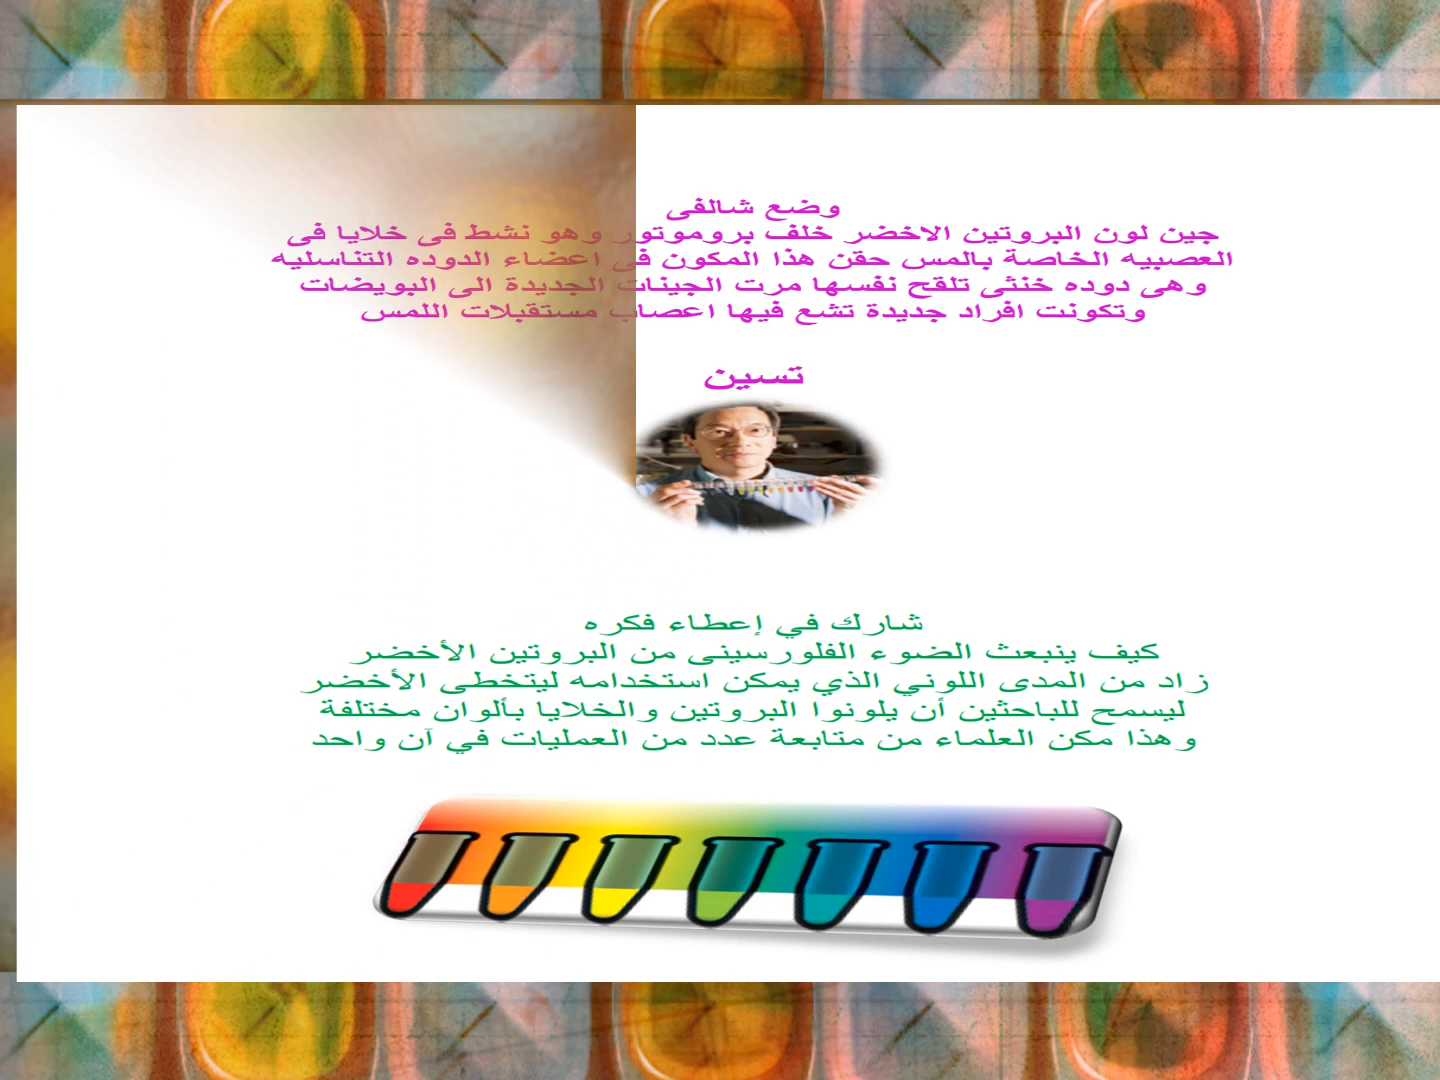 وضع شالفى
جين لون البروتين الاخضر خلف بروموتور وهو نشط فى خلايا فى
العصبيه الخاصة بالمس حقن هذا المكون فى اعضاء الدوده التناسليه
وهى دوده خنثى تلقح نفسها مرت الجينات الجديدة الى البويضات
وتكونت افراد جديدة تشع فيها اعصاب مستقبلات اللمس
تسين
شارك في إعطاء فكره
كيف ينبعث الضوء الفلورسينى من البروتين الأخضر
زاد من المدى اللوني الذي يمكن استخدامه ليتخطى الأخضر
ليسمح للباحثين أن يلونوا البروتين والخلايا بألوان مختلفة
وهذا مكن العلماء من متابعة عدد من العمليات في آن واحد